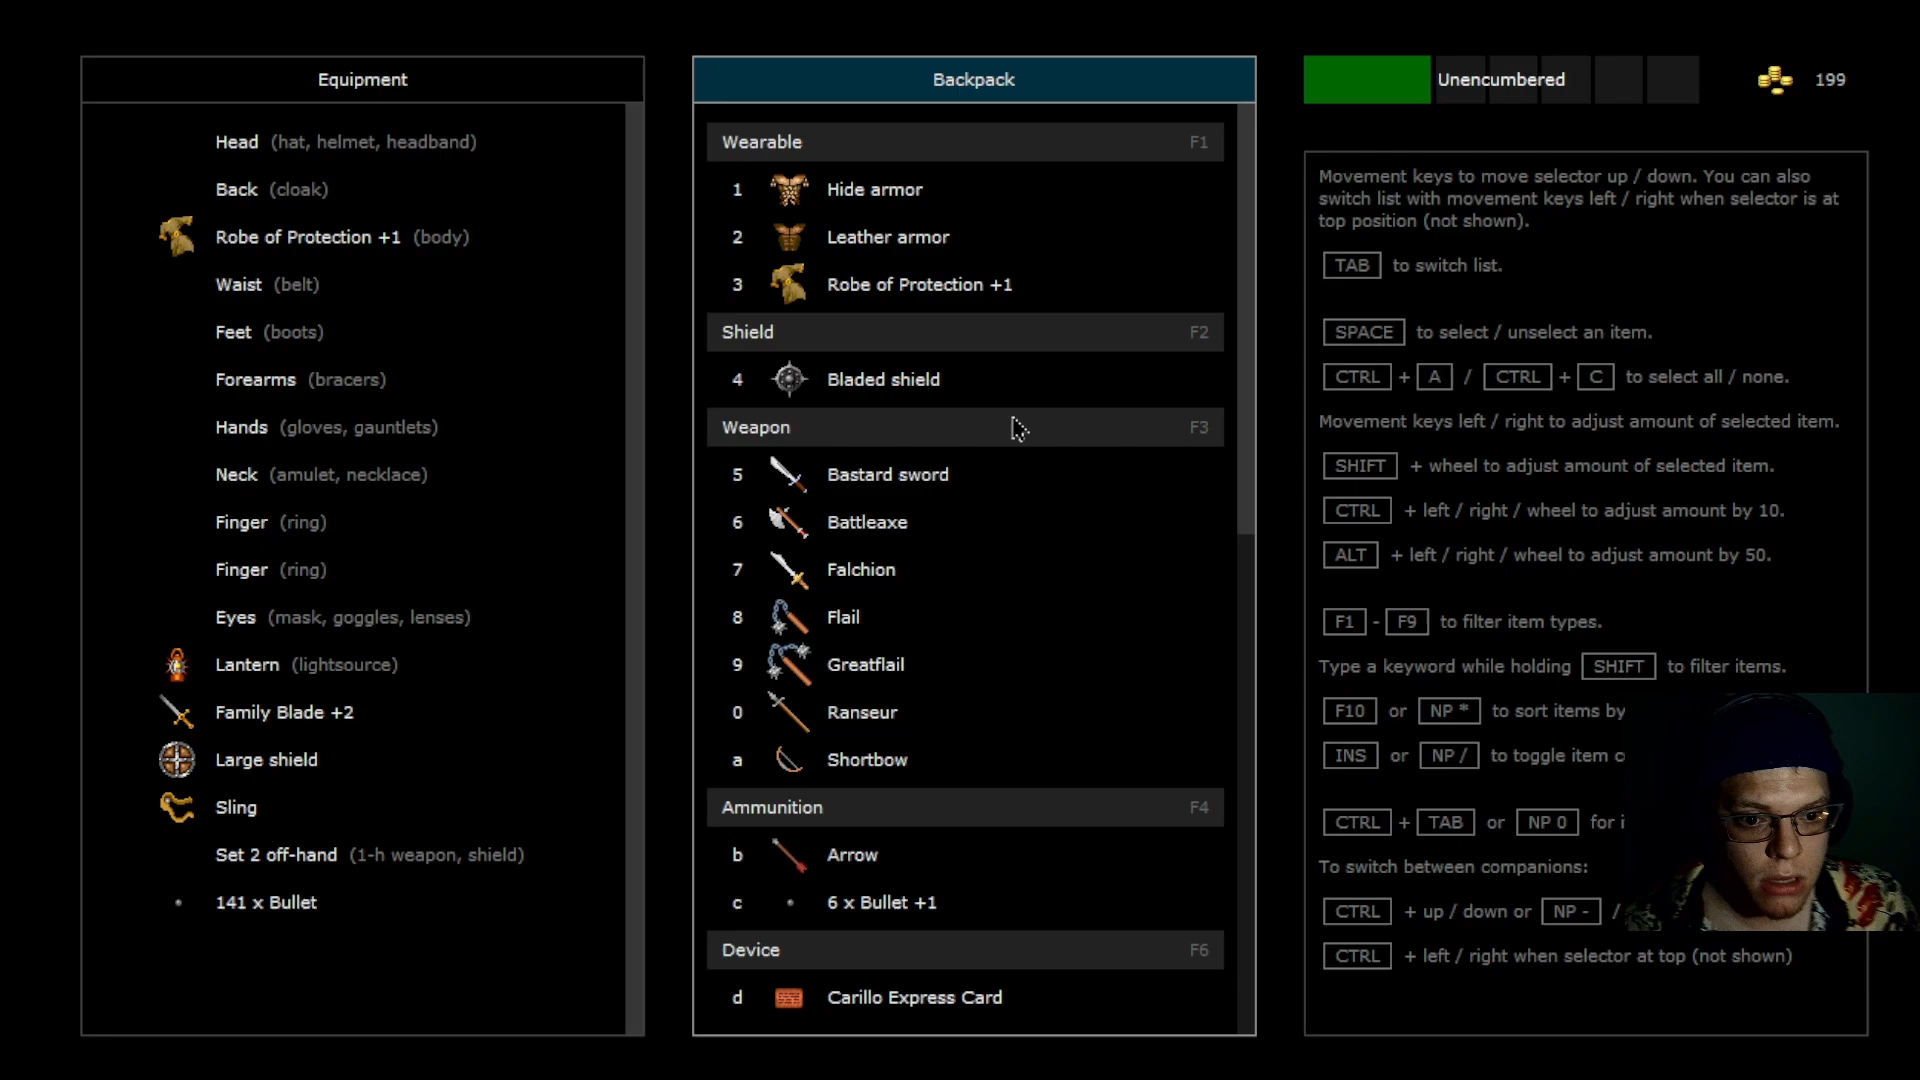 Equipment
Head (hat, helmet, headband)
Back (cloak)
Robe of Protection +1 (body)
Waist (belt)
Feet (boots)
Forearms (bracers)
Hands (gloves, gauntlets)
Neck (amulet, necklace)
Finger (ring)
Finger (ring)
Eyes (mask, goggles, lenses)
Lantern (lightsource)
Family Blade +2
Large shield
Sling
Set 2 off-hand (1-h weapon, shield)
141 x Bullet
Backpack
Wearable F1
1 Hide armor
2 Leather armor
3 Robe of Protection +1
Shield F2
4 Bladed shield
Weapon F3
5 Bastard sword
6 Battleaxe
7 Falchion
8 Flail
9 Greatflail
0 Ranseur
a Shortbow
Ammunition F4
b Arrow
c 6 x Bullet +1
Device F6
d Carillo Express Card
Unencumbered 199
Movement keys to move selector up / down. You can also
switch list with movement keys left / right when selector is at
top position (not shown).
TAB to switch list.
SPACE to select / unselect an item.
CTRL + A / CTRL + C to select all / none.
Movement keys left / right to adjust amount of selected item.
SHIFT + wheel to adjust amount of selected item.
CTRL + left / right / wheel to adjust amount by 10.
ALT + left / right / wheel to adjust amount by 50.
F1 - F9 to filter item types.
Type a keyword while holding SHIFT to filter items.
F10 or NP * to sort items by
INS or NP / to toggle item
CTRL + TAB or NP 0 for
To switch between companions:
CTRL + up / down or NP - /
CTRL + left / right when selector at top (not shown)